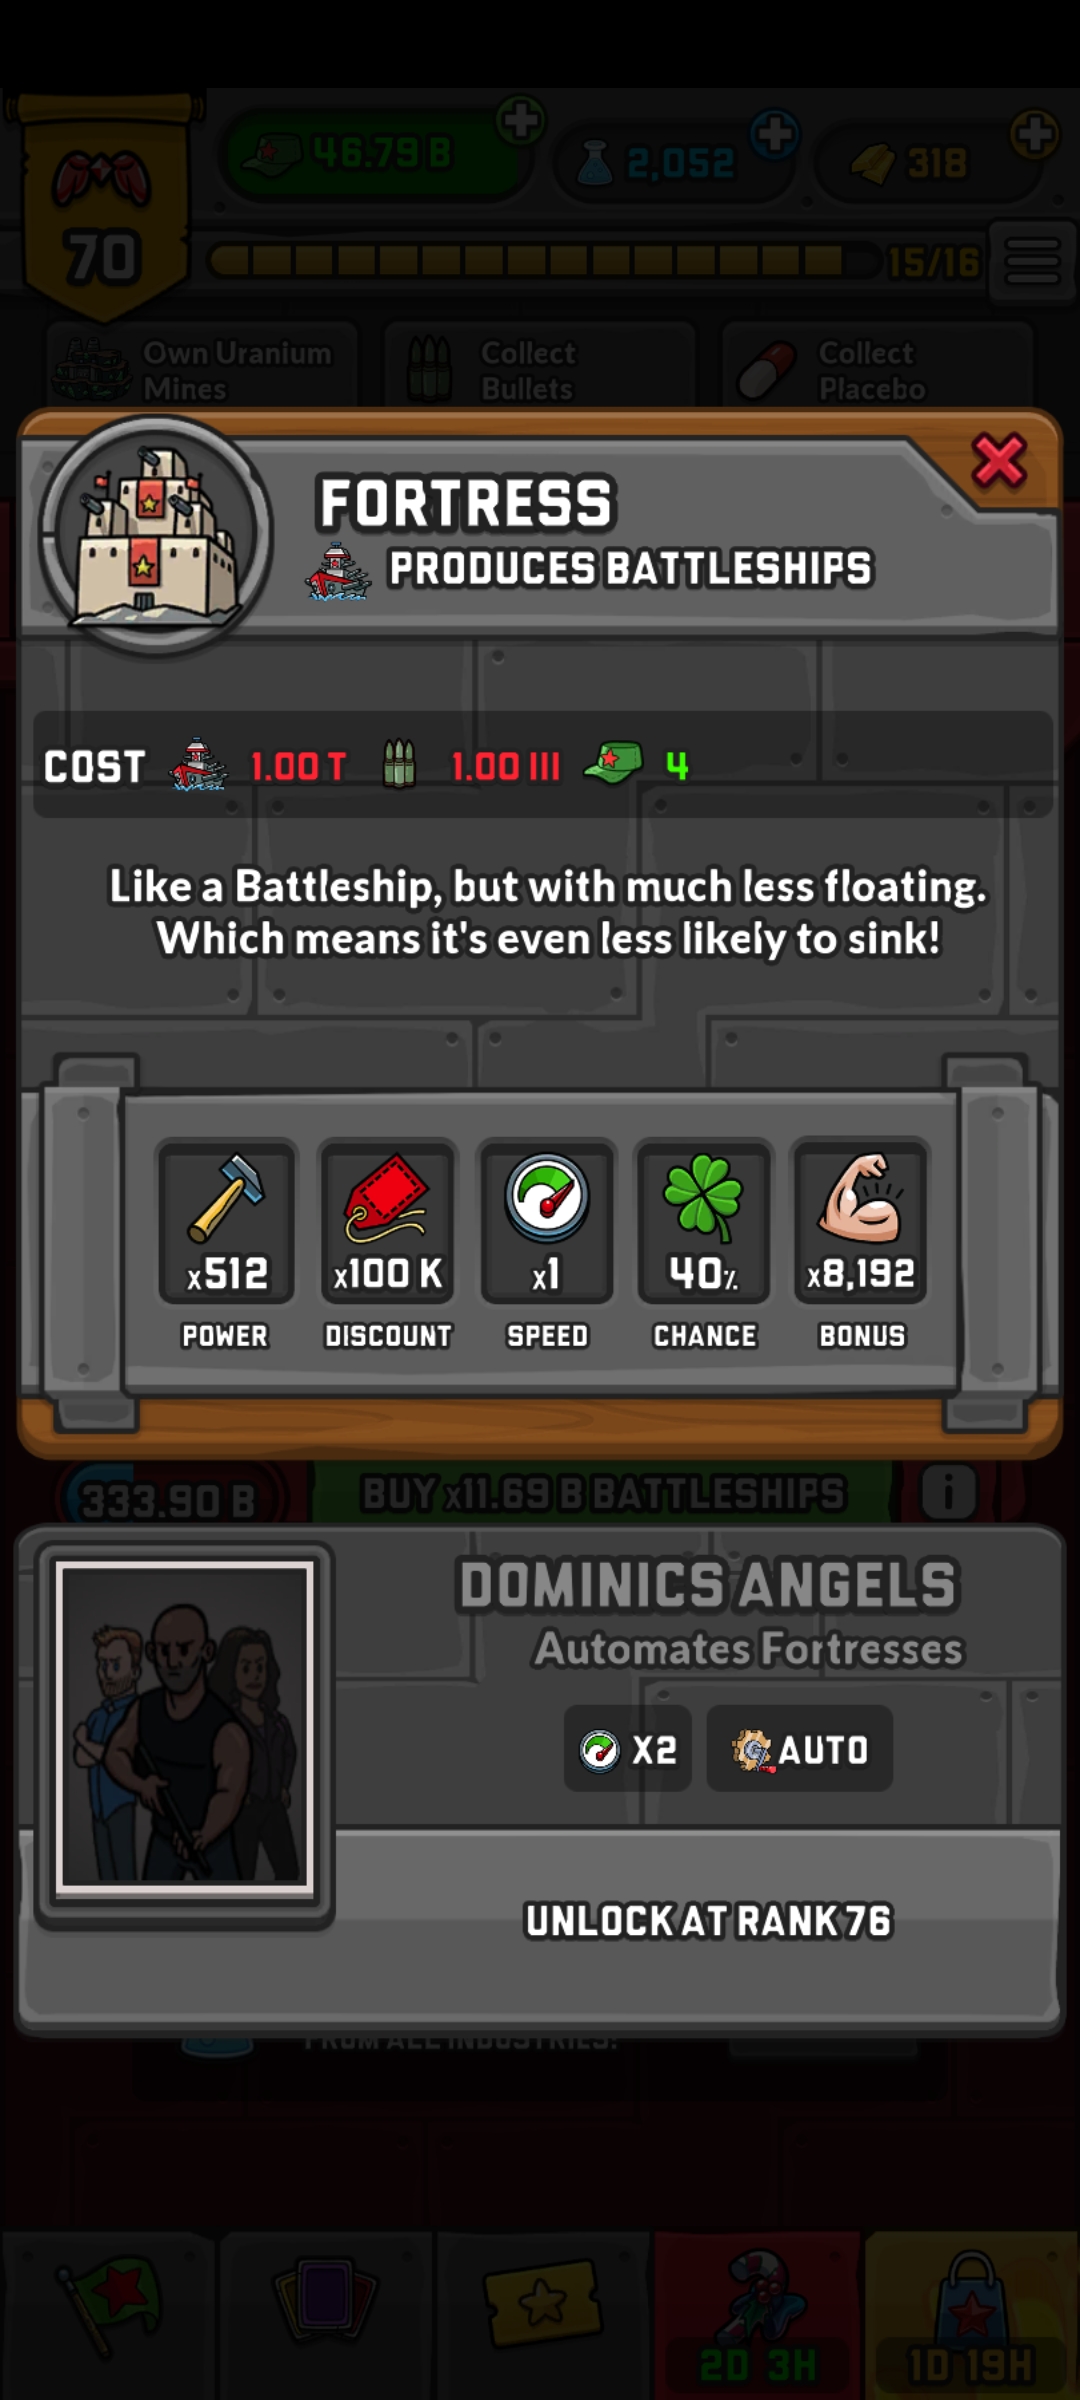 46.79 B
2,052
318
70
15/16
Own Uranium
Mines
Collect
Bullets
Collect
Placebo
FORTRESS
PRODUCES BATTLESHIPS
COST 1.00 T 1.00 III 4
Like a Battleship, but with much less floating.
Which means it's even less likely to sink!
x512
x100 K
x1
40%
x8,192
POWER
DISCOUNT
SPEED
CHANCE
BONUS
333.90 B
BUY x11.69 B BATTLESHIPS
i
DOMINICS ANGELS
Automates Fortresses
X2
AUTO
UNLOCK AT RANK 76
FROM ALL INDUSTRIES!
2D 3H
1D 19H